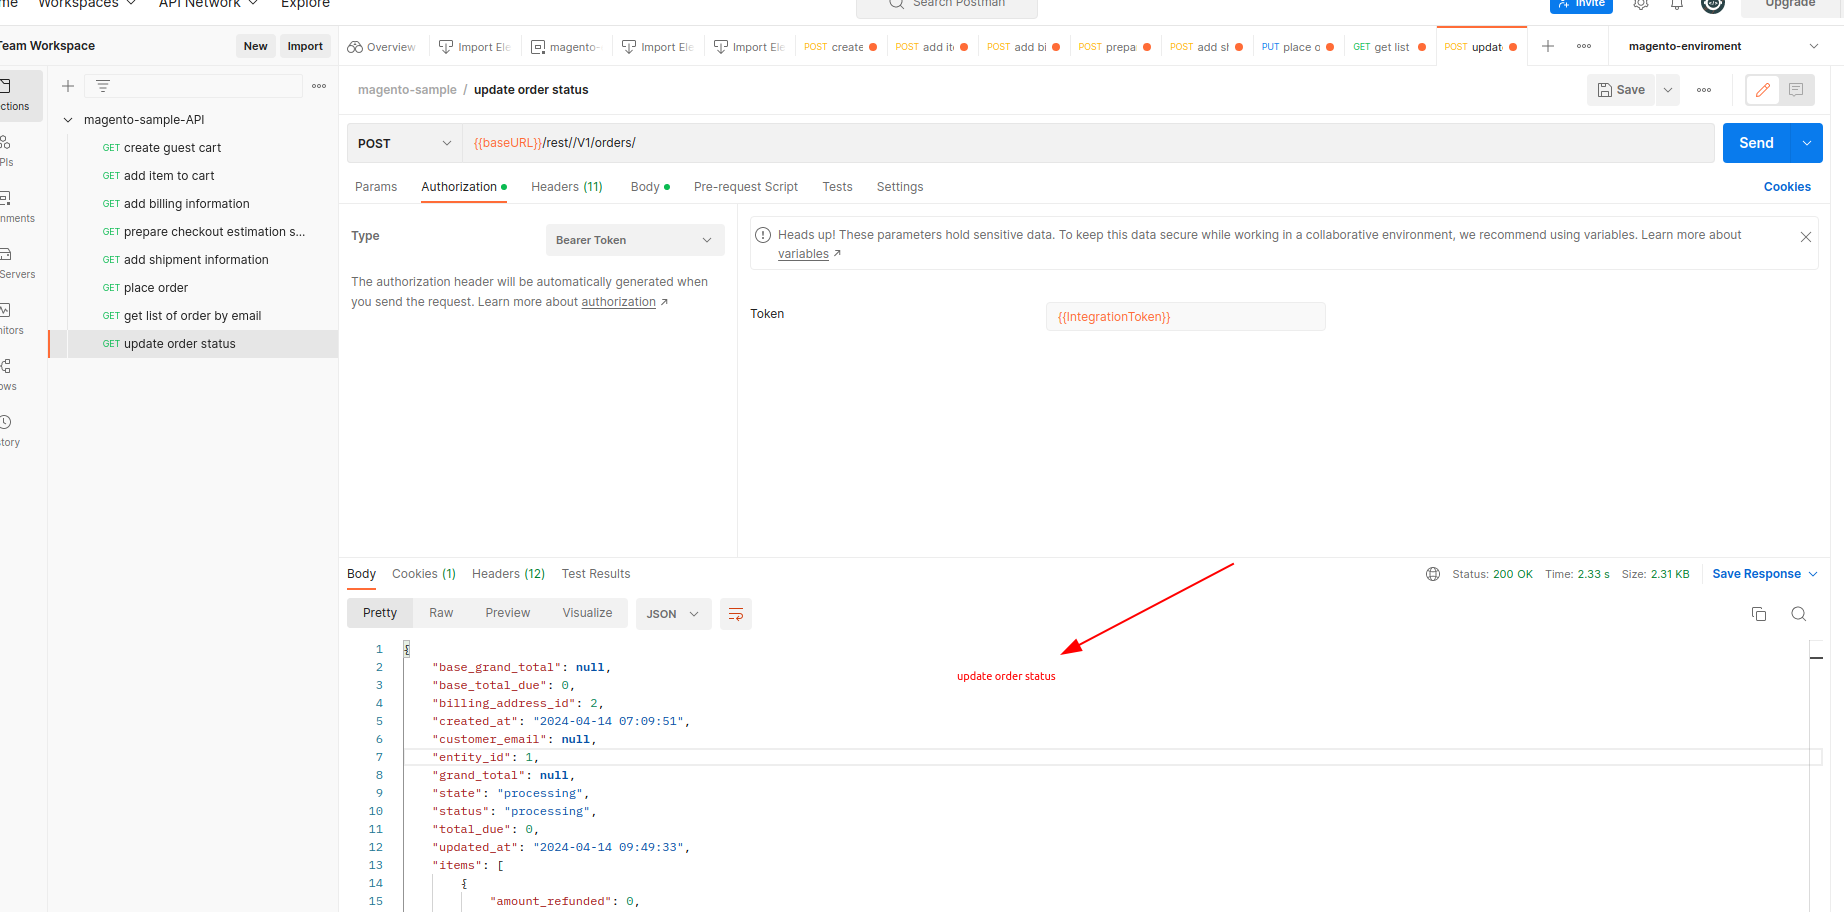 me Workspaces API Network Explore Search Postman Invite Upgrade
Team Workspace New Import
Overview Import Ele magento- Import Ele Import Ele POST create POST add it POST add bi POST prepa POST add sh PUT place o GET get list POST updat magento-enviroment
ctions
PIs
nments
Servers
nitors
ows
story
magento-sample-API
GET create guest cart
GET add item to cart
GET add billing information
GET prepare checkout estimation s...
GET add shipment information
GET place order
GET get list of order by email
GET update order status
magento-sample / update order status Save
POST {{baseURL}}/rest//V1/orders/ Send
Params Authorization Headers (11) Body Pre-request Script Tests Settings Cookies
Type Bearer Token
The authorization header will be automatically generated when
you send the request. Learn more about authorization ↗
Heads up! These parameters hold sensitive data. To keep this data secure while working in a collaborative environment, we recommend using variables. Learn more about
variables ↗
Token {{IntegrationToken}}
Body Cookies (1) Headers (12) Test Results Status: 200 OK Time: 2.33 s Size: 2.31 KB Save Response
Pretty Raw Preview Visualize JSON
update order status
1 {
2 "base_grand_total": null,
3 "base_total_due": 0,
4 "billing_address_id": 2,
5 "created_at": "2024-04-14 07:09:51",
6 "customer_email": null,
7 "entity_id": 1,
8 "grand_total": null,
9 "state": "processing",
10 "status": "processing",
11 "total_due": 0,
12 "updated_at": "2024-04-14 09:49:33",
13 "items": [
14 {
15 "amount_refunded": 0,